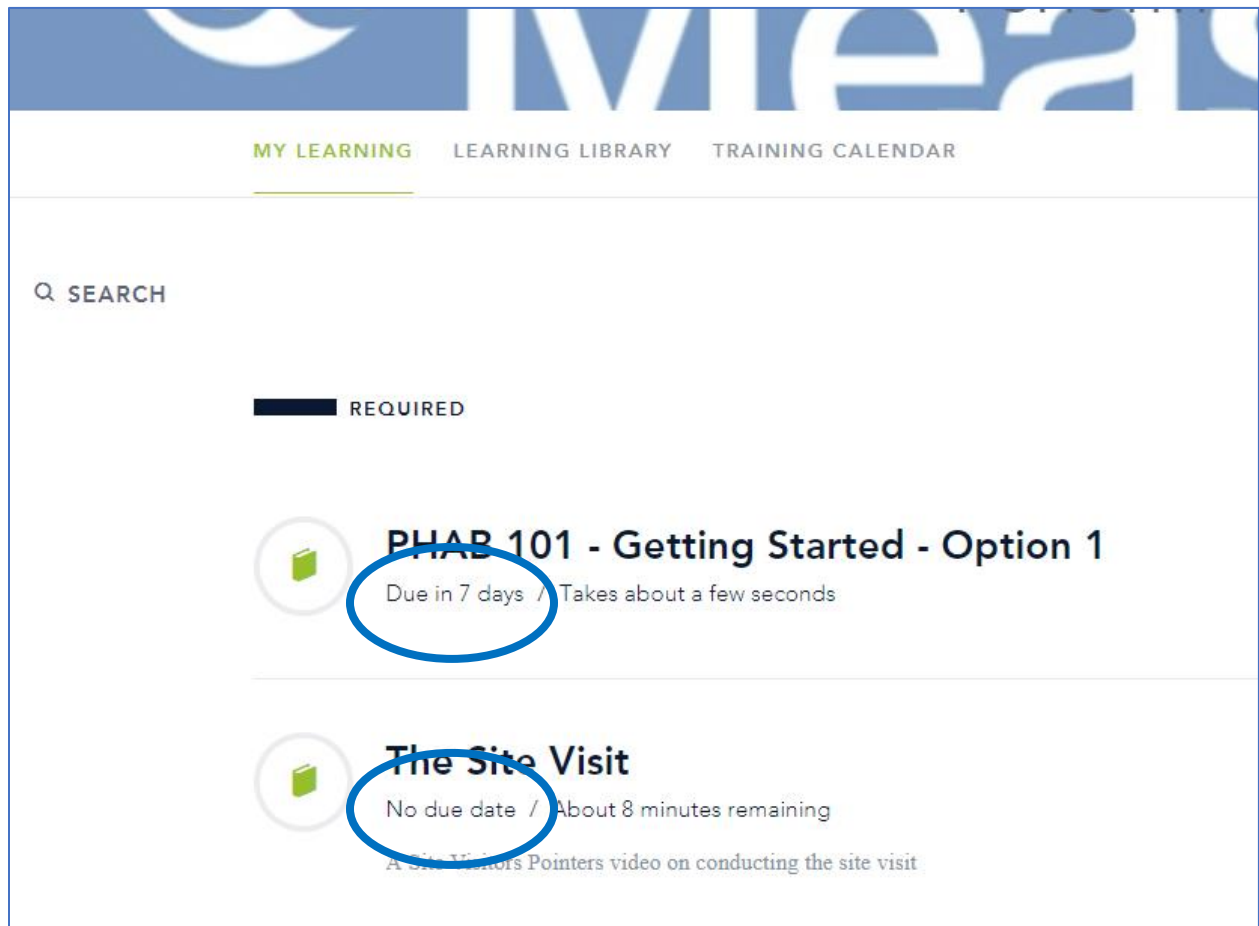 Meas
MY LEARNING LEARNING LIBRARY TRAINING CALENDAR
SEARCH
REQUIRED
PHAB 101 - Getting Started - Option 1
Due in 7 days / Takes about a few seconds
The Site Visit
No due date / About 8 minutes remaining
A Site Visitors Pointers video on conducting the site visit